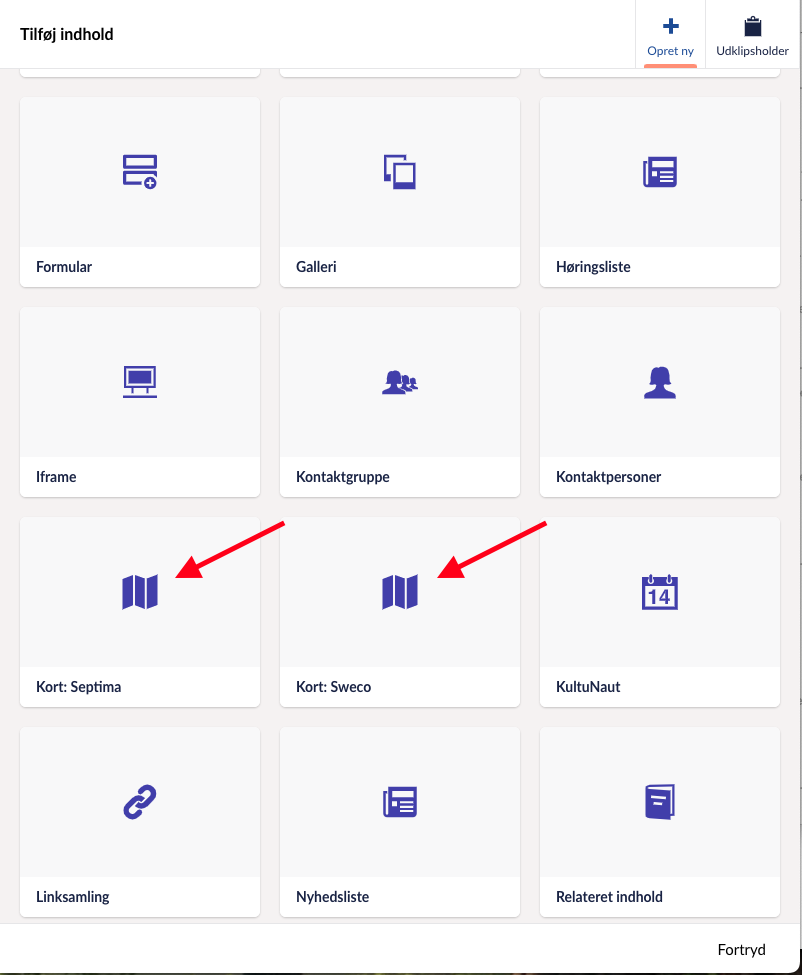 Tilføj indhold
Opret ny
Udklipsholder
Formular
Galleri
Høringsliste
Iframe
Kontaktgruppe
Kontaktpersoner
14
Kort: Septima
Kort: Sweco
KultuNaut
Linksamling
Nyhedsliste
Relateret indhold
Fortryd